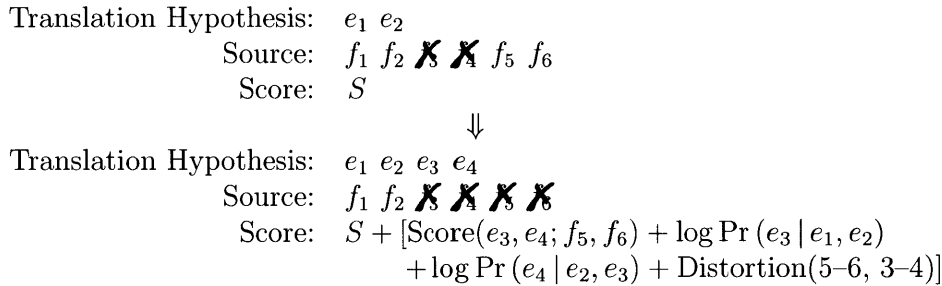 Translation Hypothesis: e₁ e₂
Source: f₁ f₂ f₃ f₄ f₅ f₆
Score: S
⇓
Translation Hypothesis: e₁ e₂ e₃ e₄
Source: f₁ f₂ f₃ f₄ f₅ f₆
Score: S + [Score(e₃, e₄; f₅, f₆) + log Pr (e₃ | e₁, e₂)
+ log Pr (e₄ | e₂, e₃) + Distortion(5–6, 3–4)]